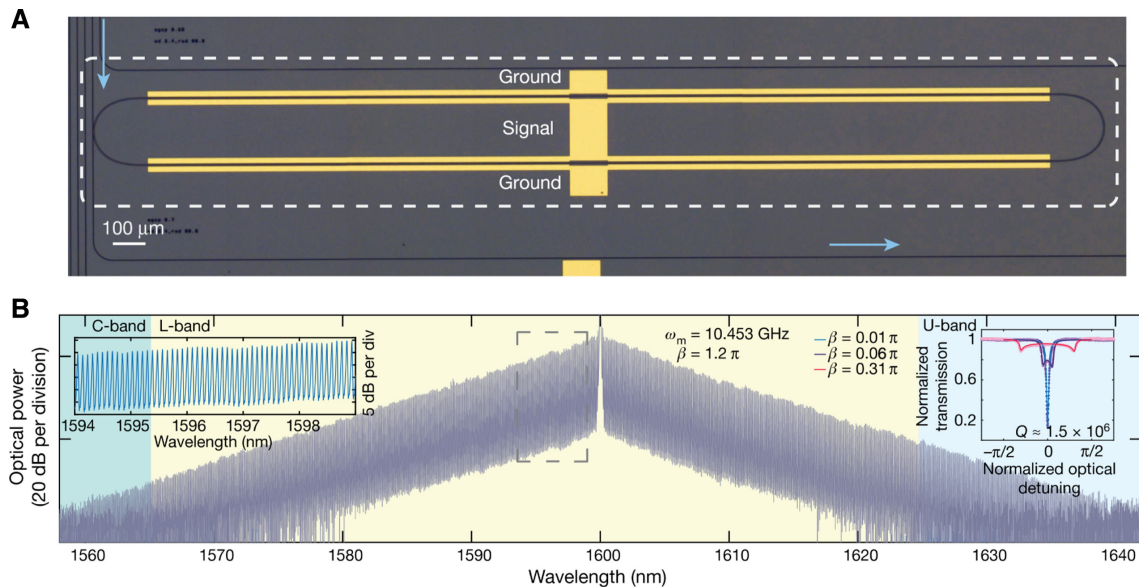 A
Ground
Signal
Ground
100 μm
B
C-band
L-band
5 dB per div
1594
1595
1596
1597
1598
Wavelength (nm)
ωm = 10.453 GHz
β = 1.2 π
β = 0.01 π
β = 0.06 π
β = 0.31 π
U-band
Normalized
transmission
1
0.6
0.2
Q ≈ 1.5 × 10⁶
−π/2
0
π/2
Normalized optical
detuning
Optical power
(20 dB per division)
1560
1570
1580
1590
1600
1610
1620
1630
1640
Wavelength (nm)